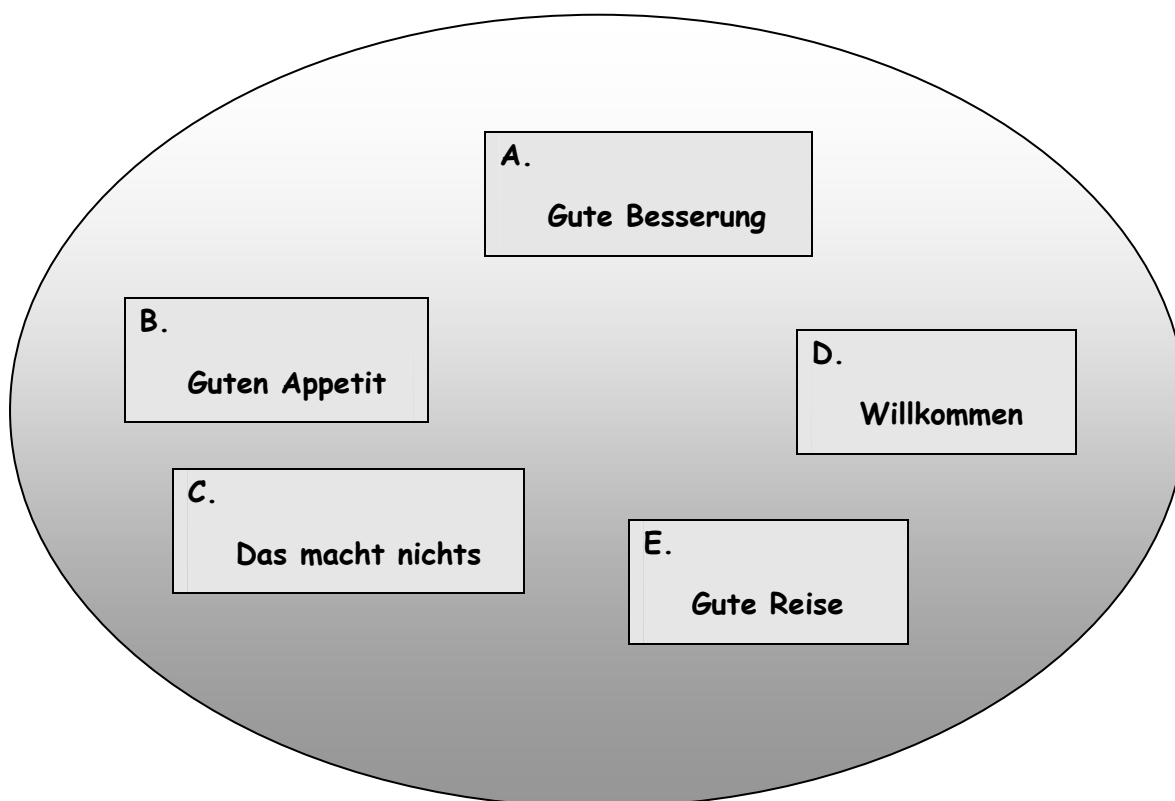 A.
Gute Besserung
B.
Guten Appetit
D.
Willkommen
C.
Das macht nichts
E.
Gute Reise